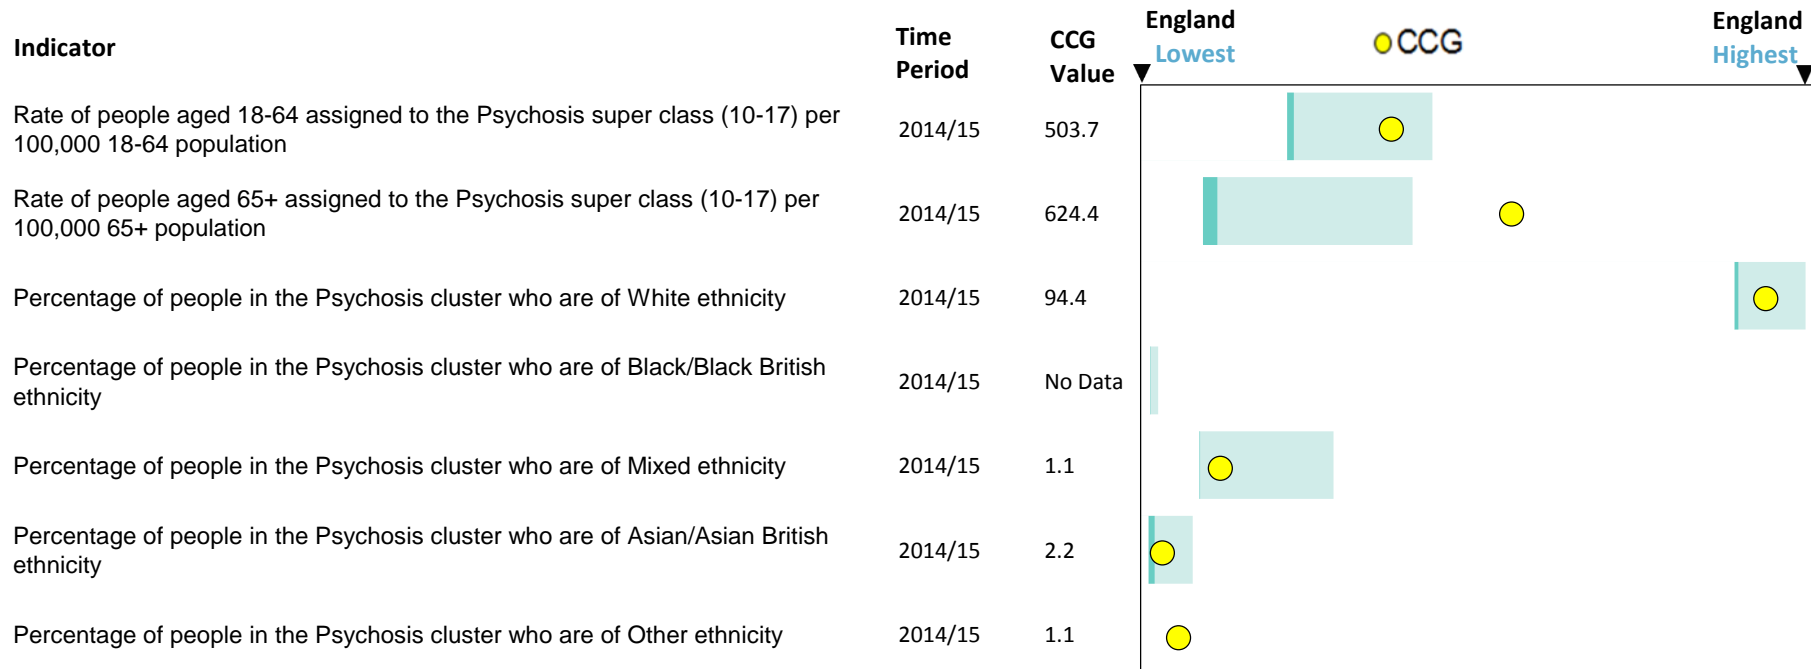 Indicator
Time Period
CCG Value
England Lowest
CCG
England Highest
Rate of people aged 18-64 assigned to the Psychosis super class (10-17) per
100,000 18-64 population
2014/15
503.7
Rate of people aged 65+ assigned to the Psychosis super class (10-17) per
100,000 65+ population
2014/15
624.4
Percentage of people in the Psychosis cluster who are of White ethnicity
2014/15
94.4
Percentage of people in the Psychosis cluster who are of Black/Black British
ethnicity
2014/15
No Data
Percentage of people in the Psychosis cluster who are of Mixed ethnicity
2014/15
1.1
Percentage of people in the Psychosis cluster who are of Asian/Asian British
ethnicity
2014/15
2.2
Percentage of people in the Psychosis cluster who are of Other ethnicity
2014/15
1.1